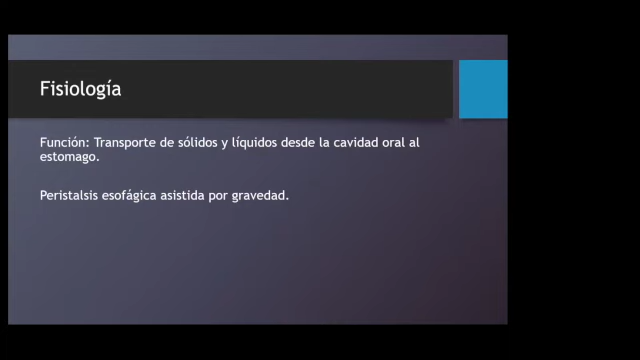 Fisiología
Función: Transporte de sólidos y líquidos desde la cavidad oral al
estomago.
Peristalsis esofágica asistida por gravedad.